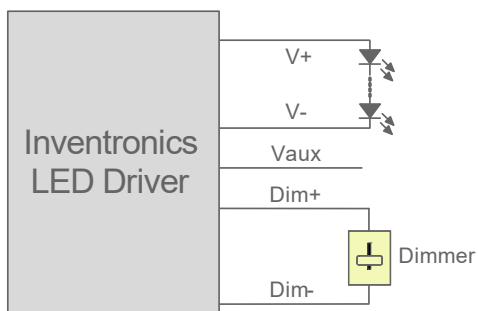 Inventronics
LED Driver
V+
V-
Vaux
Dim+
Dimmer
Dim-